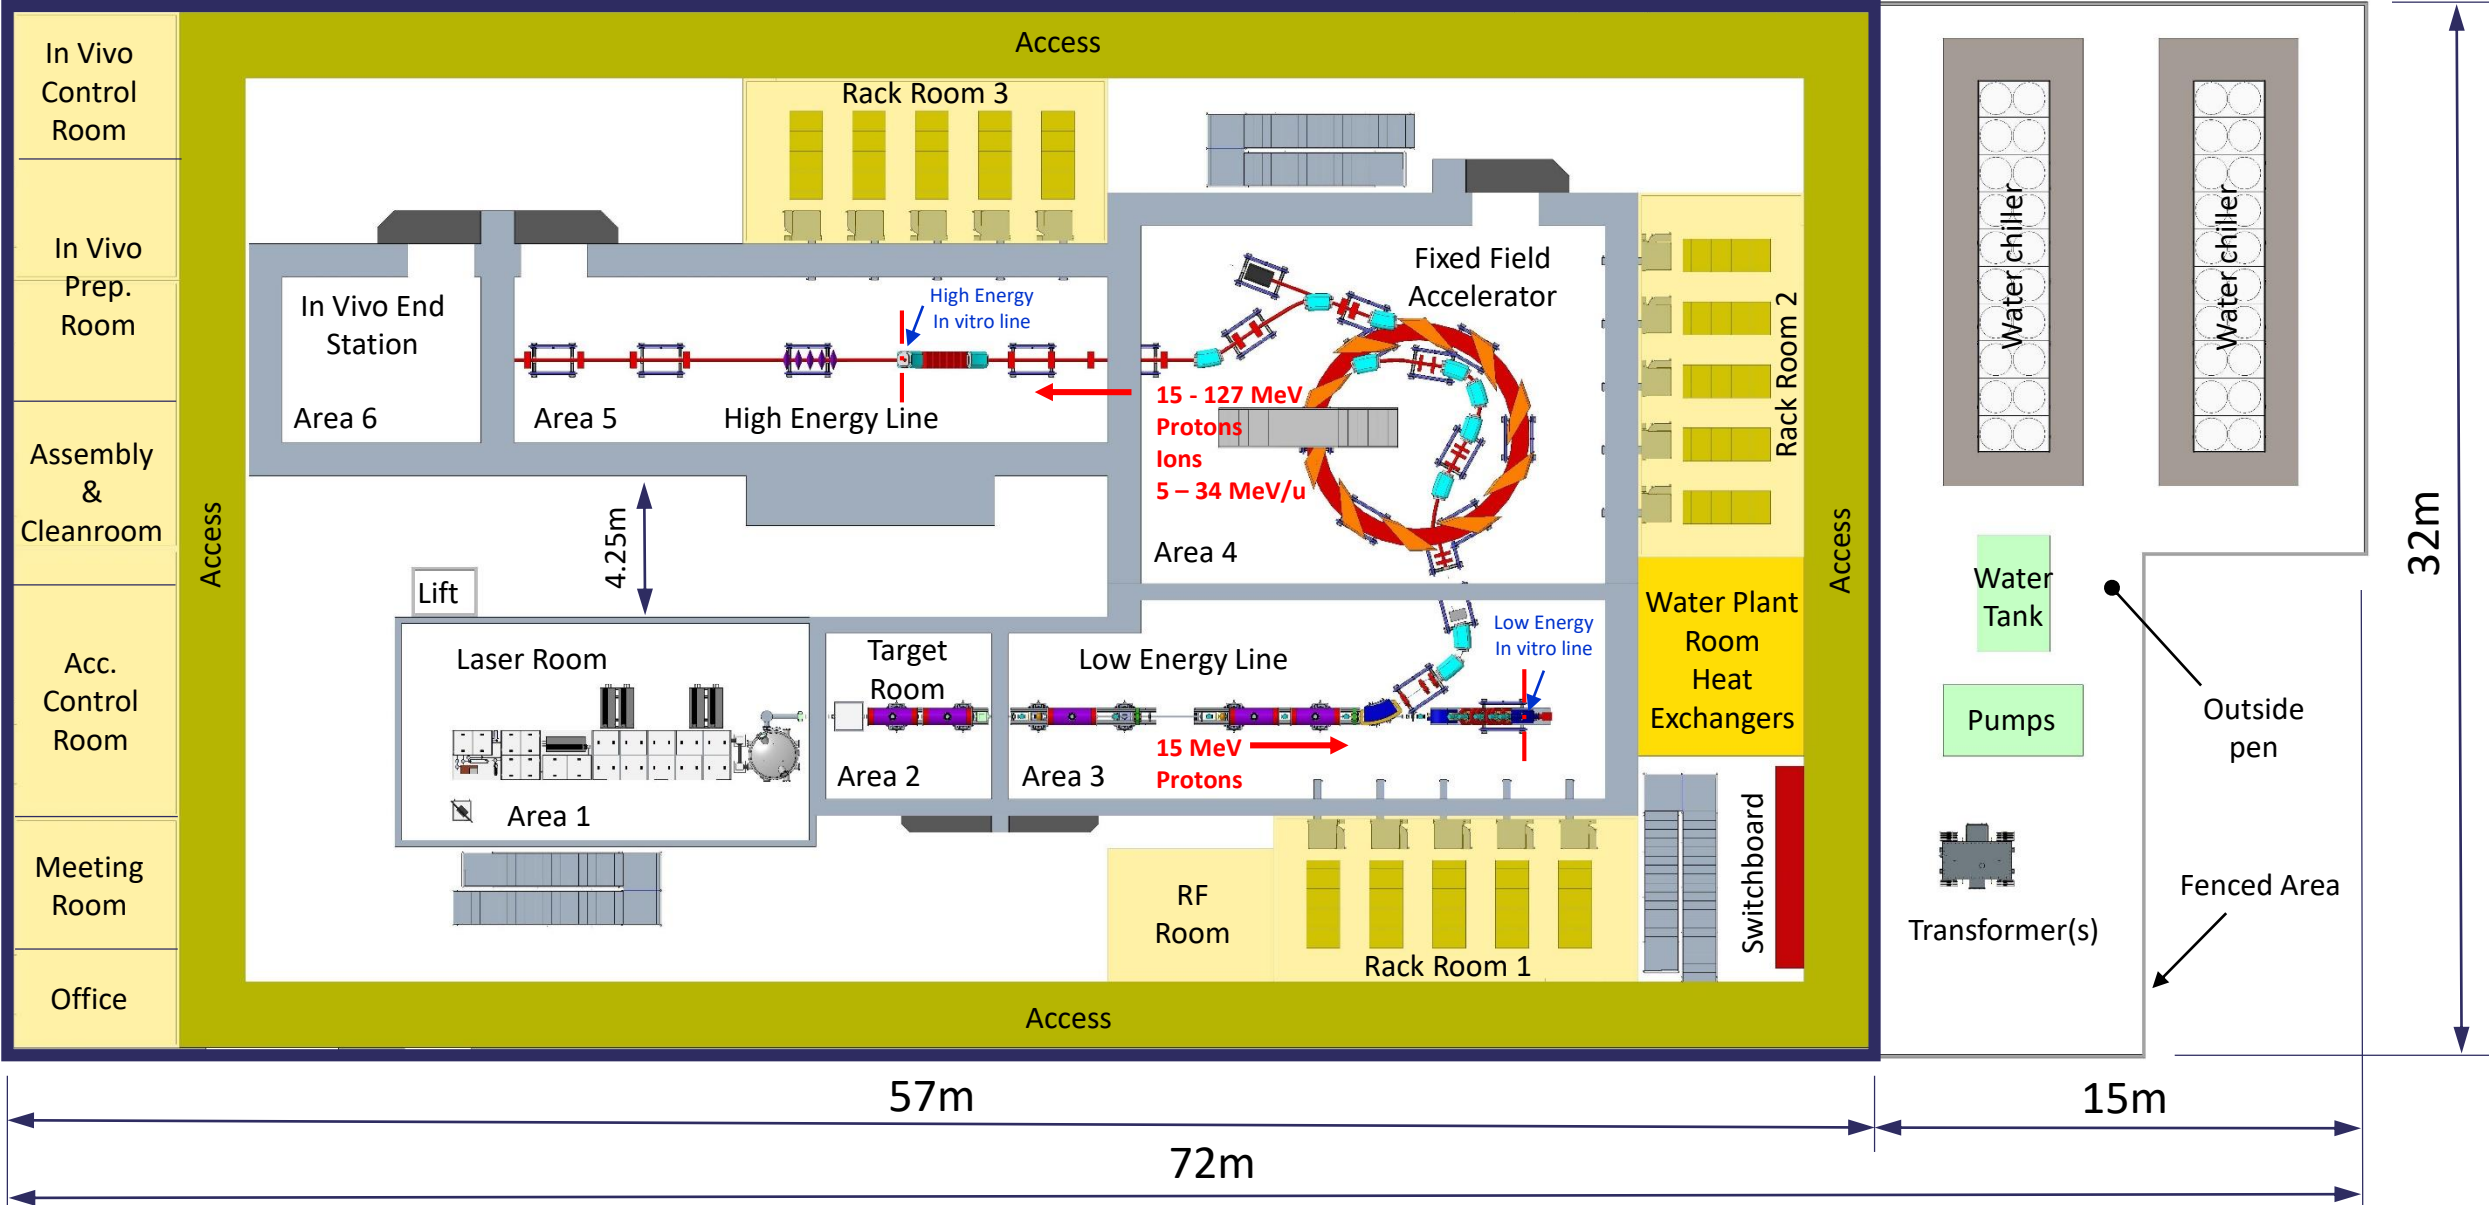 In Vivo
Control
Room
In Vivo
Prep.
Room
Assembly
&
Cleanroom
Acc.
Control
Room
Meeting
Room
Office
Access
Access
Access
Access
Rack Room 3
In Vivo End
Station
Area 6
Area 5
High Energy
In vitro line
High Energy Line
15 - 127 MeV
Protons
Ions
5 – 34 MeV/u
Fixed Field
Accelerator
Area 4
Rack Room 2
4.25m
Lift
Laser Room
Area 1
Target
Room
Area 2
Low Energy Line
Low Energy
In vitro line
15 MeV
Protons
Area 3
Water Plant
Room
Heat
Exchangers
RF
Room
Rack Room 1
Switchboard
Water chiller
Water chiller
Water
Tank
Pumps
Outside
pen
Transformer(s)
Fenced Area
32m
57m
15m
72m